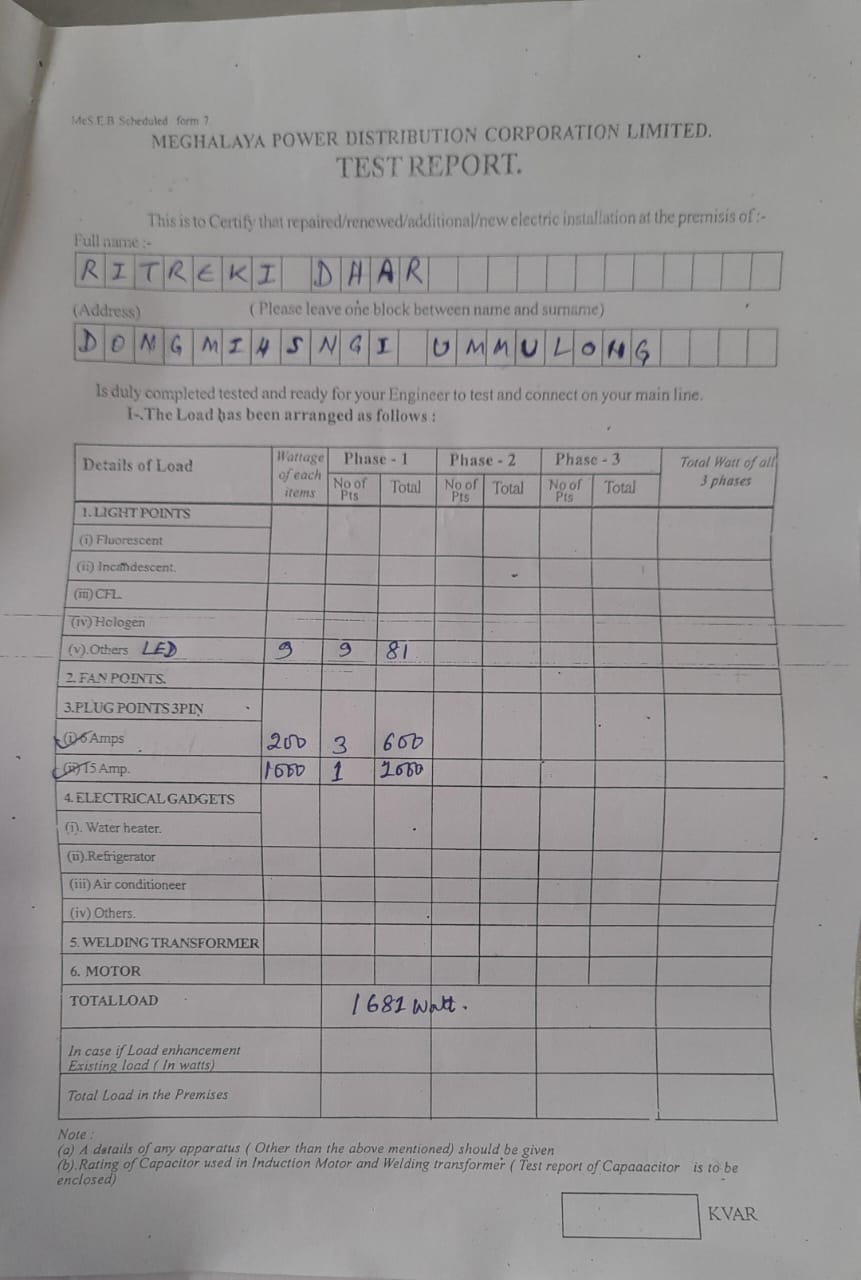 MeS.E.B Scheduled form 7
MEGHALAYA POWER DISTRIBUTION CORPORATION LIMITED.
TEST REPORT.
This is to Certify that repaired/renewed/additional/new electric installation at the premisis of :-
Full name :-
RITREKI DHAR
(Address) ( Please leave one block between name and surname)
DONGMIHSNGI UMMULONG
Is duly completed tested and ready for your Engineer to test and connect on your main line.
I-.The Load has been arranged as follows :
Details of Load Wattage of each items Phase - 1 Phase - 2 Phase - 3 Total Watt of all 3 phases
No of Pts Total No of Pts Total No of Pts Total
1. LIGHT POINTS
(i) Fluorescent
(ii) Incandescent.
(iii) CFL
(iv) Hologen
(v).Others LED 9 9 81
2. FAN POINTS.
3.PLUG POINTS 3PIN
(i) 6 Amps 200 3 600
(ii) 15 Amp. 1000 1 1000
4. ELECTRICAL GADGETS
(i). Water heater.
(ii).Refrigerator
(iii) Air conditioneer
(iv) Others.
5. WELDING TRANSFORMER
6. MOTOR
TOTAL LOAD 1681 Watt.
In case if Load enhancement
Existing load ( In watts)
Total Load in the Premises
Note :
(a) A details of any apparatus ( Other than the above mentioned) should be given
(b).Rating of Capacitor used in Induction Motor and Welding transformer ( Test report of Capaaacitor is to be
enclosed)
KVAR